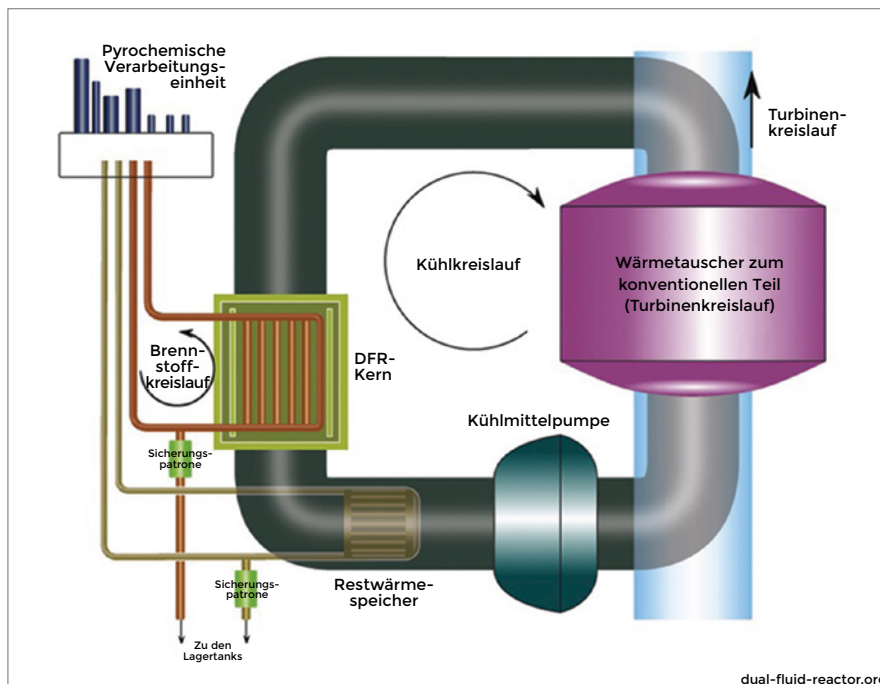 Pyrochemische
Verarbeitungs-
einheit
Turbinen-
kreislauf
Kühlkreislauf
Wärmetauscher zum
konventionellen Teil
(Turbinenkreislauf)
Brenn-
stoff-
kreislauf
DFR-
Kern
Kühlmittelpumpe
Sicherungs-
patrone
Sicherungs-
patrone
Restwärme-
speicher
Zu den
Lagertanks
dual-fluid-reactor.org